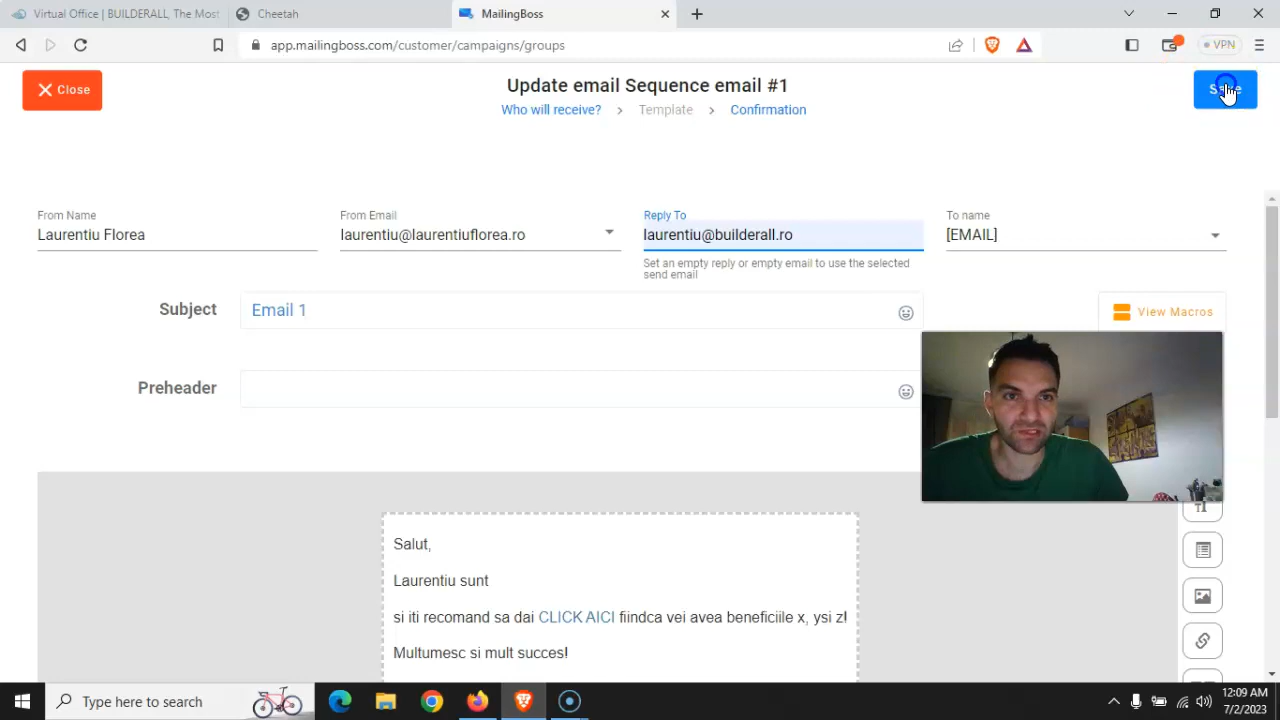 Virtual Office | BUILDERALL, The Most
Cheetah
MailingBoss
app.mailingboss.com/customer/campaigns/groups
VPN
Close
Update email Sequence email #1
Save
Who will receive?
Template
Confirmation
From Name
From Email
Reply To
To name
Laurentiu Florea
laurentiu@laurentiuflorea.ro
laurentiu@builderall.ro
[EMAIL]
Set an empty reply or empty email to use the selected
send email
Subject
Email 1
View Macros
Preheader
Salut,
Laurentiu sunt
si iti recomand sa dai CLICK AICI fiindca vei avea beneficiile x, ysi z!
Multumesc si mult succes!
Type here to search
12:09 AM
7/2/2023